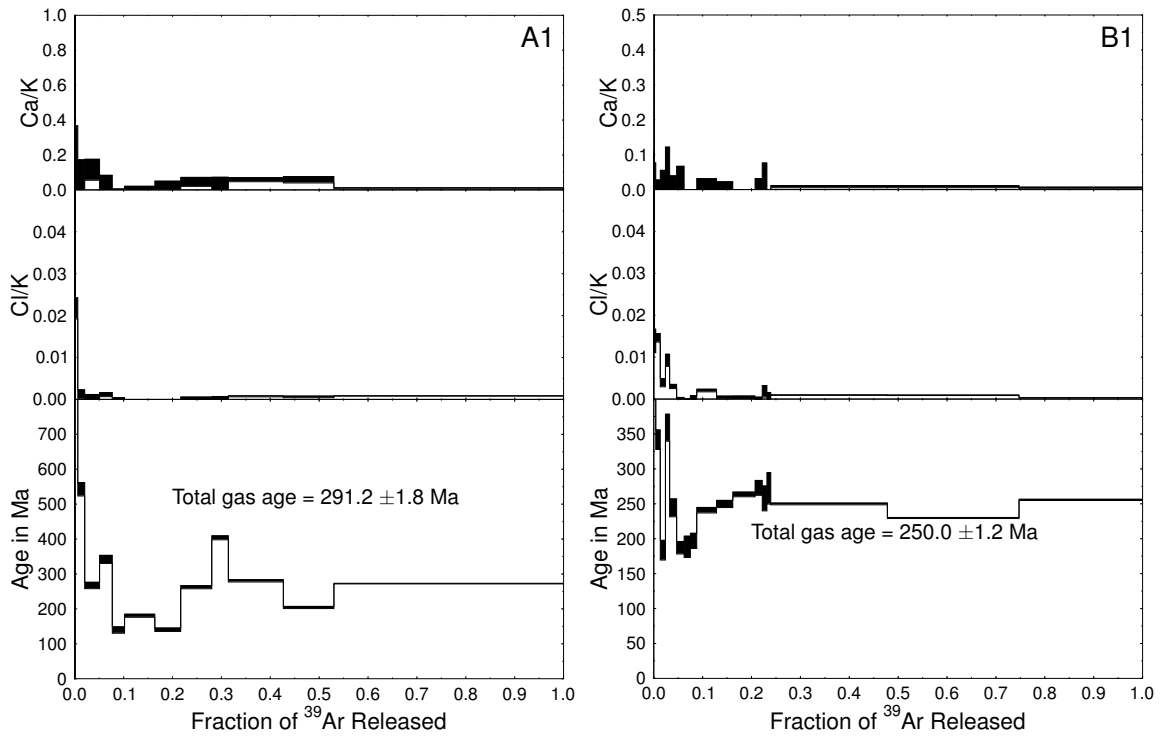 A1
Ca/K
1.0
0.8
0.6
0.4
0.2
0.0
Cl/K
0.04
0.03
0.02
0.01
0.00
Age in Ma
700
600
500
400
300
200
100
0
Total gas age = 291.2 ±1.8 Ma
0.0 0.1 0.2 0.3 0.4 0.5 0.6 0.7 0.8 0.9 1.0
Fraction of ³⁹Ar Released
B1
Ca/K
0.5
0.4
0.3
0.2
0.1
0.0
Cl/K
0.04
0.03
0.02
0.01
0.00
Age in Ma
350
300
250
200
150
100
50
0
Total gas age = 250.0 ±1.2 Ma
0.0 0.1 0.2 0.3 0.4 0.5 0.6 0.7 0.8 0.9 1.0
Fraction of ³⁹Ar Released